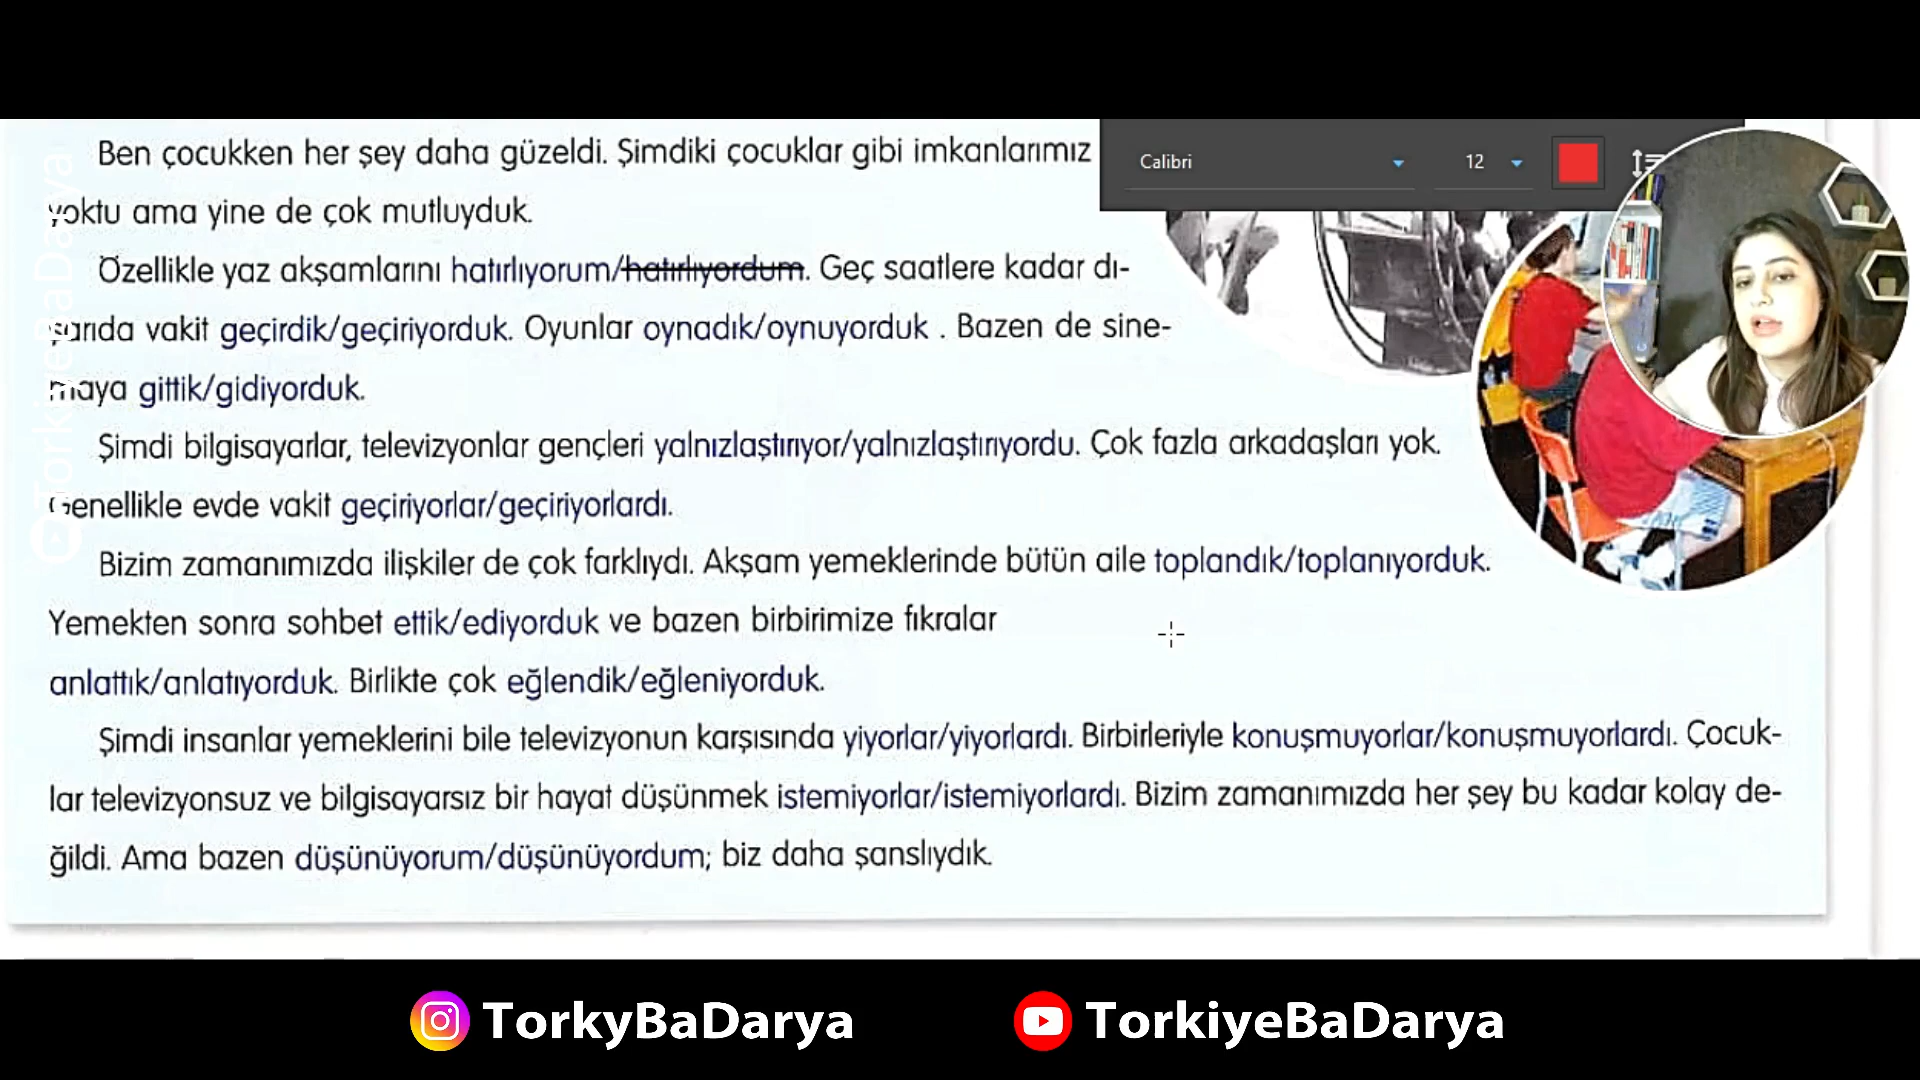 Ben çocukken her şey daha güzeldi. Şimdiki çocuklar gibi imkanlarımız
yoktu ama yine de çok mutluyduk.
Özellikle yaz akşamlarını hatırlıyorum/hatırlıyordum. Geç saatlere kadar dı-
şarıda vakit geçirdik/geçiriyorduk. Oyunlar oynadık/oynuyorduk . Bazen de sine-
maya gittik/gidiyorduk.
Şimdi bilgisayarlar, televizyonlar gençleri yalnızlaştırıyor/yalnızlaştırıyordu. Çok fazla arkadaşları yok.
Genellikle evde vakit geçiriyorlar/geçiriyorlardı.
Bizim zamanımızda ilişkiler de çok farklıydı. Akşam yemeklerinde bütün aile toplandık/toplanıyorduk.
Yemekten sonra sohbet ettik/ediyorduk ve bazen birbirimize fıkralar
anlattık/anlatıyorduk. Birlikte çok eğlendik/eğleniyorduk.
Şimdi insanlar yemeklerini bile televizyonun karşısında yiyorlar/yiyorlardı. Birbirleriyle konuşmuyorlar/konuşmuyorlardı. Çocuk-
lar televizyonsuz ve bilgisayarsız bir hayat düşünmek istemiyorlar/istemiyorlardı. Bizim zamanımızda her şey bu kadar kolay de-
ğildi. Ama bazen düşünüyorum/düşünüyordum; biz daha şanslıydık.
Calibri 12
TorkiyeBaDarya
TorkyBaDarya
TorkiyeBaDarya